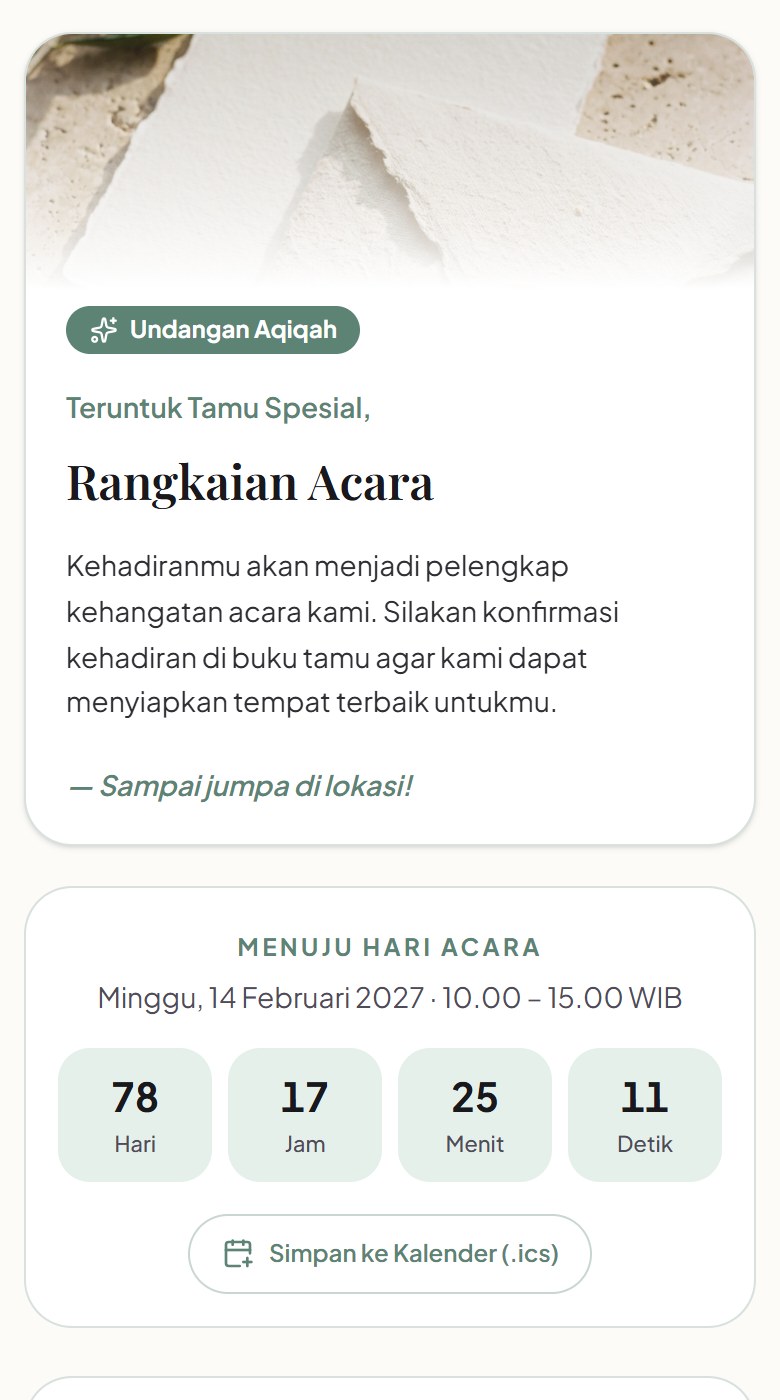 Undangan Aqiqah
Teruntuk Tamu Spesial,
Rangkaian Acara
Kehadiranmu akan menjadi pelengkap
kehangatan acara kami. Silakan konfirmasi
kehadiran di buku tamu agar kami dapat
menyiapkan tempat terbaik untukmu.
— Sampai jumpa di lokasi!
MENUJU HARI ACARA
Minggu, 14 Februari 2027 · 10.00 – 15.00 WIB
78 17 25 11
Hari Jam Menit Detik
Simpan ke Kalender (.ics)